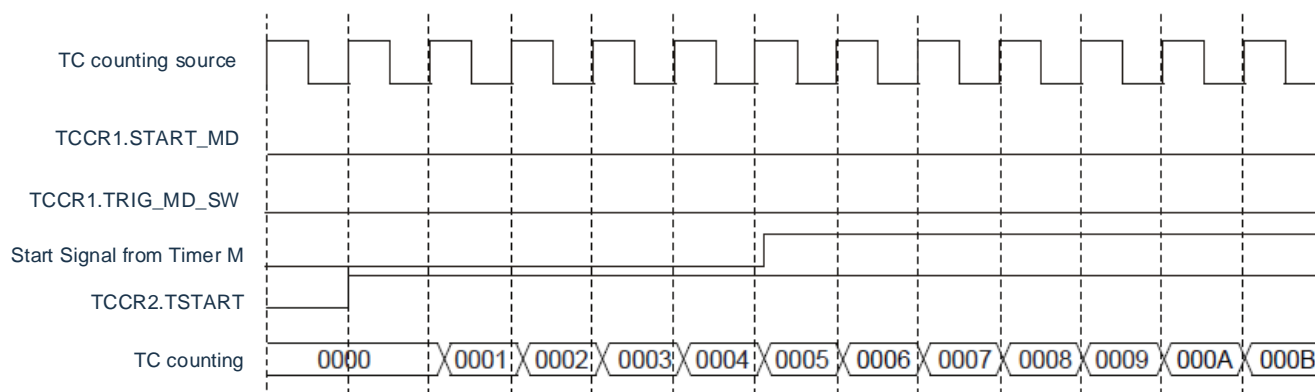 TC counting source
TCCR1.START_MD
TCCR1.TRIG_MD_SW
Start Signal from Timer M
TCCR2.TSTART
TC counting 0000 0001 0002 0003 0004 0005 0006 0007 0008 0009 000A 000B